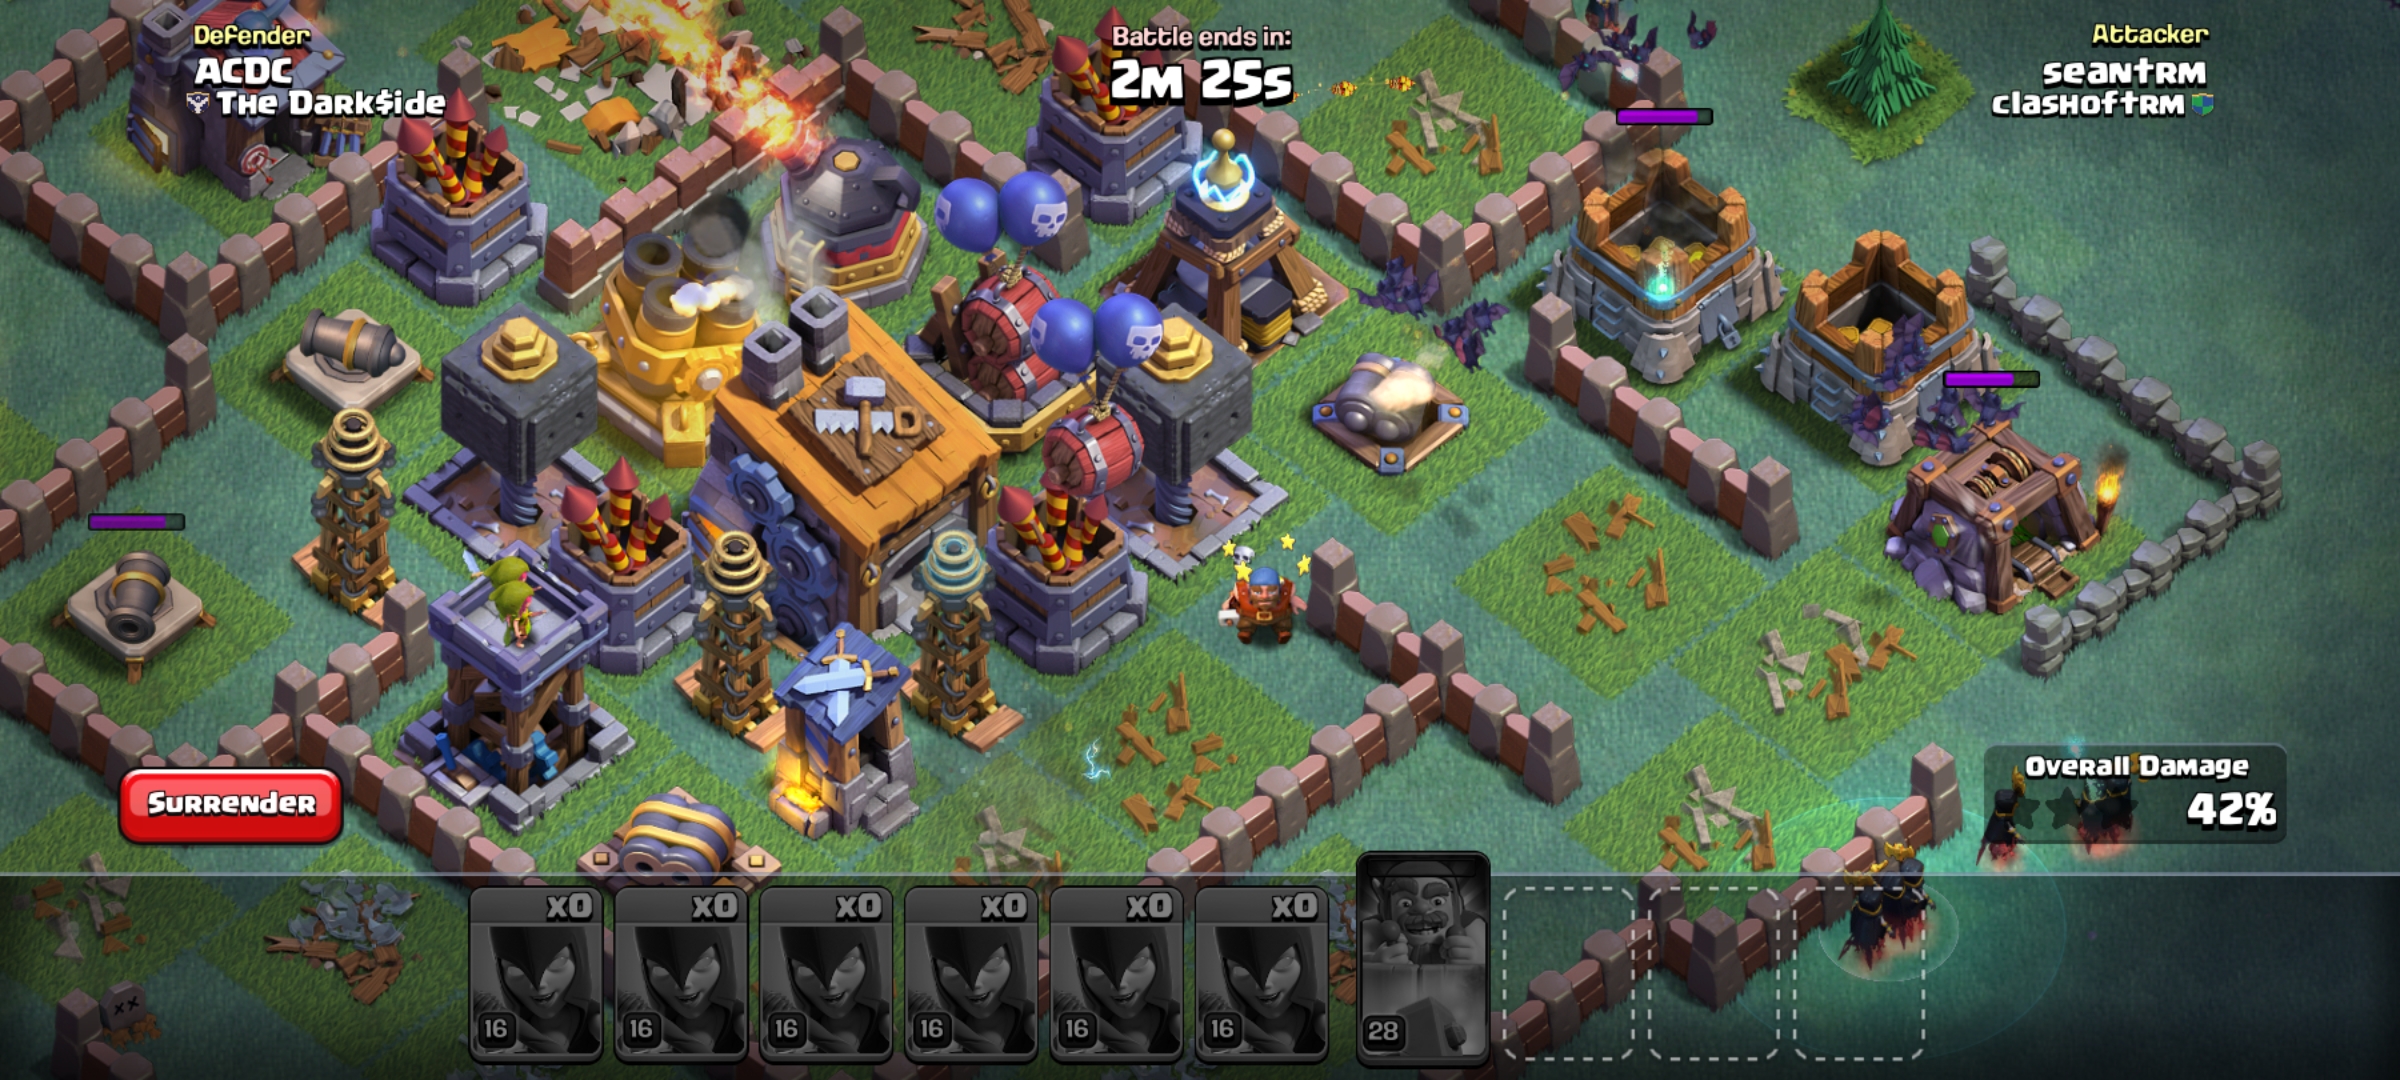 Defender
ACDC
The Dark$ide
Battle ends in:
2M 25s
Attacker
seantRM
clashoftRM
Surrender
Overall Damage
42%
x0
x0
x0
x0
x0
x0
16
16
16
16
16
16
28